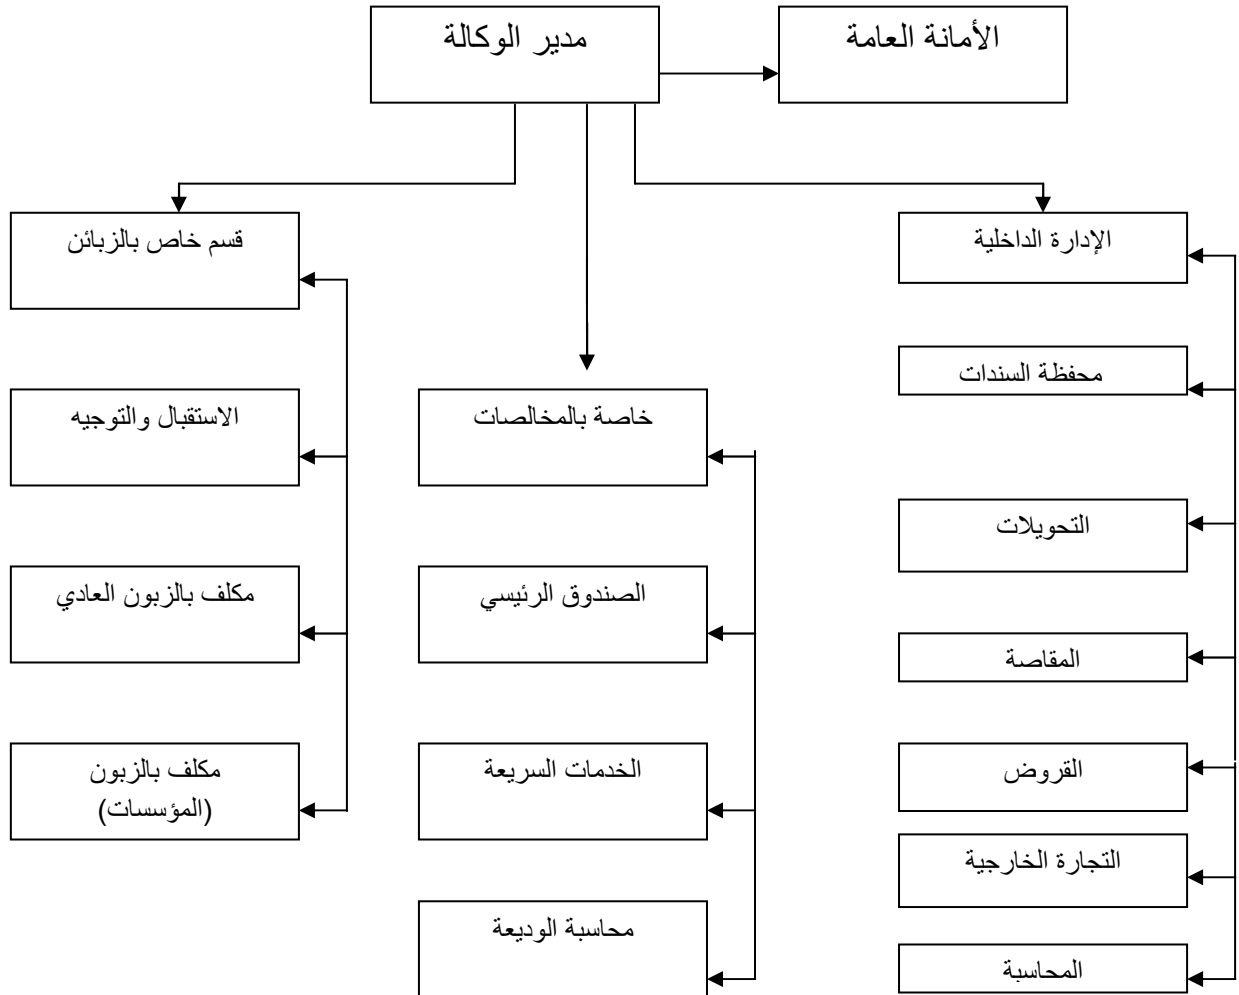 مدير الوكالة
الأمانة العامة
الإدارة الداخلية
محفظة السندات
التحويلات
المقاصة
القروض
التجارة الخارجية
المحاسبة
خاصة بالمخالصات
الصندوق الرئيسي
الخدمات السريعة
محاسبة الوديعة
قسم خاص بالزبائن
الاستقبال والتوجيه
مكلف بالزبون العادي
مكلف بالزبون
(المؤسسات)